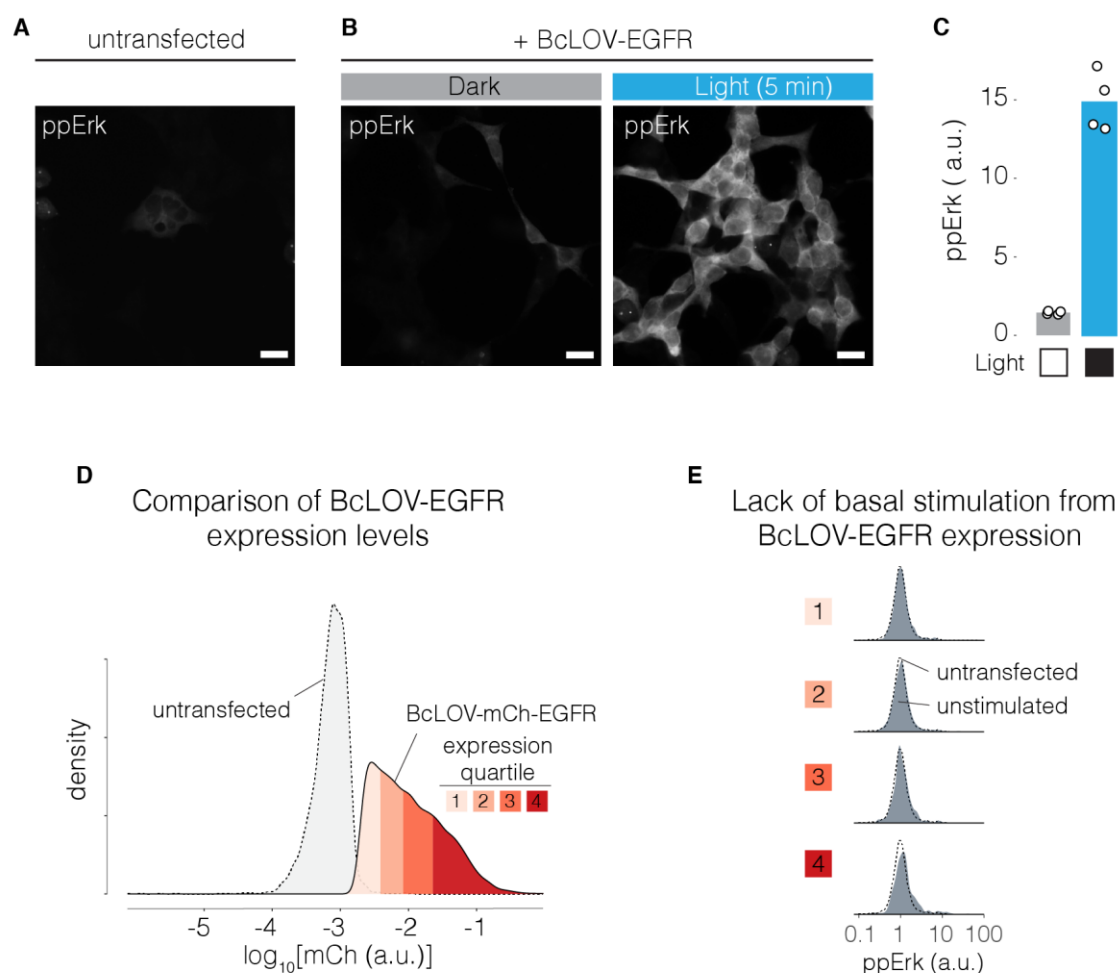 A
untransfected
ppErk
B
+ BcLOV-EGFR
Dark
Light (5 min)
ppErk
ppErk
C
15
10
5
0
ppErk ( a.u.)
Light
D
Comparison of BcLOV-EGFR
expression levels
untransfected
BcLOV-mCh-EGFR
expression
quartile
1 2 3 4
density
-5 -4 -3 -2 -1
log10[mCh (a.u.)]
E
Lack of basal stimulation from
BcLOV-EGFR expression
1
2
untransfected
unstimulated
3
4
0.1 1 10 100
ppErk (a.u.)